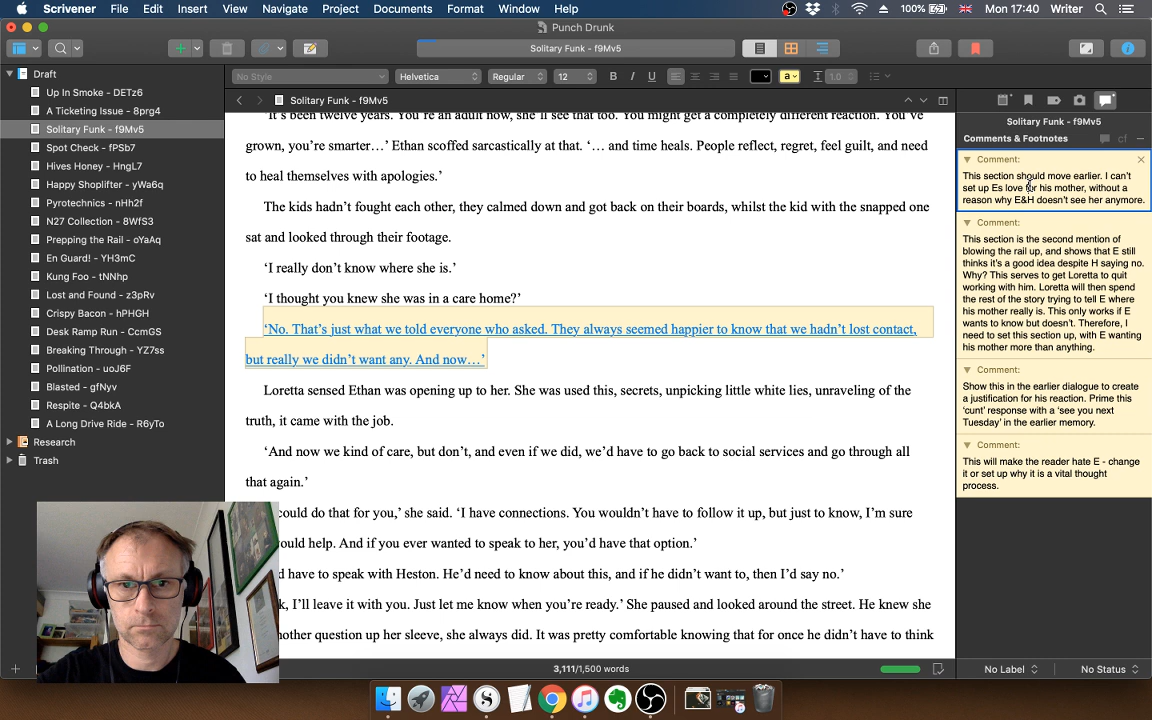 Scrivener File Edit Insert View Navigate Project Documents Format Window Help 100% Mon 17:40 Writer
Punch Drunk
Solitary Funk - f9Mv5
No Style Helvetica Regular 12 B I U a 1.0
Draft
Up In Smoke - DETz6
A Ticketing Issue - 8prg4
Solitary Funk - f9Mv5
Spot Check - fPSb7
Hives Honey - HngL7
Happy Shoplifter - yWa6q
Pyrotechnics - nHh2f
N27 Collection - 8WfS3
Prepping the Rail - oYaAq
En Guard! - YH3mC
Kung Foo - tNNhp
Lost and Found - z3pRv
Crispy Bacon - hPHGH
Desk Ramp Run - CcmGS
Breaking Through - YZ7ss
Pollination - uoJ6F
Blasted - gfNyv
Respite - Q4bkA
A Long Drive Ride - R6yTo
Research
Trash
Solitary Funk - f9Mv5
‘It’s been twelve years. You’re an adult now, she’ll see that too. You might get a completely different reaction. You’ve
grown, you’re smarter…’ Ethan scoffed sarcastically at that. ‘… and time heals. People reflect, regret, feel guilt, and need
to heal themselves with apologies.’
The kids hadn’t fought each other, they calmed down and got back on their boards, whilst the kid with the snapped one
sat and looked through their footage.
‘I really don’t know where she is.’
‘I thought you knew she was in a care home?’
‘No. That’s just what we told everyone who asked. They always seemed happier to know that we hadn’t lost contact,
but really we didn’t want any. And now…’
Loretta sensed Ethan was opening up to her. She was used this, secrets, unpicking little white lies, unraveling of the
truth, it came with the job.
‘And now we kind of care, but don’t, and even if we did, we’d have to go back to social services and go through all
that again.’
could do that for you,’ she said. ‘I have connections. You wouldn’t have to follow it up, but just to know, I’m sure
ould help. And if you ever wanted to speak to her, you’d have that option.’
d have to speak with Heston. He’d need to know about this, and if he didn’t want to, then I’d say no.’
k, I’ll leave it with you. Just let me know when you’re ready.’ She paused and looked around the street. He knew she
nother question up her sleeve, she always did. It was pretty comfortable knowing that for once he didn’t have to think
3,111/1,500 words
Solitary Funk - f9Mv5
Comments & Footnotes cf
Comment:
This section should move earlier. I can’t
set up Es love for his mother, without a
reason why E&H doesn’t see her anymore.
Comment:
This section is the second mention of
blowing the rail up, and shows that E still
thinks it’s a good idea despite H saying no.
Why? This serves to get Loretta to quit
working with him. Loretta will then spend
the rest of the story trying to tell E where
his mother really is. This only works if E
wants to know but doesn’t. Therefore, I
need to set this section up, with E wanting
his mother more than anything.
Comment:
Show this in the earlier dialogue to create
a justification for his reaction. Prime this
‘cunt’ response with a ‘see you next
Tuesday’ in the earlier memory.
Comment:
This will make the reader hate E - change
it or set up why it is a vital thought
process.
No Label No Status